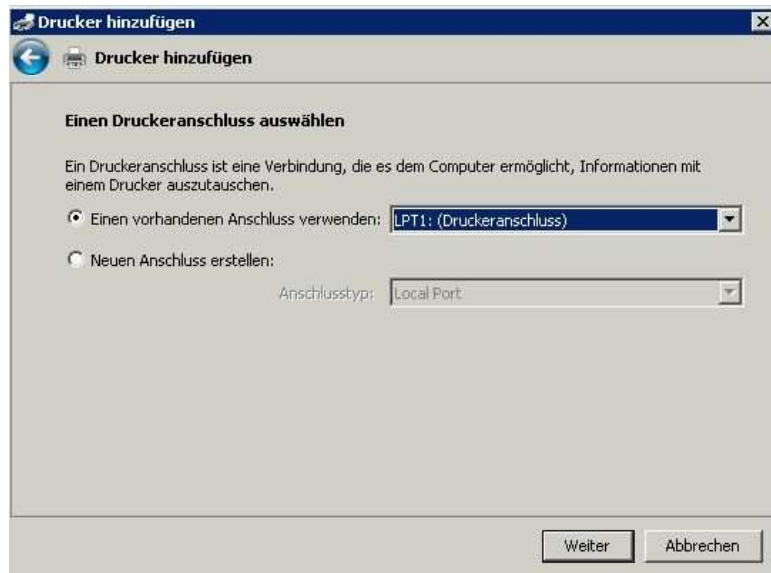 Drucker hinzufügen
Drucker hinzufügen
Einen Druckeranschluss auswählen
Ein Druckeranschluss ist eine Verbindung, die es dem Computer ermöglicht, Informationen mit
einem Drucker auszutauschen.
Einen vorhandenen Anschluss verwenden: LPT1: (Druckeranschluss)
Neuen Anschluss erstellen:
Anschlusstyp: Local Port
Weiter Abbrechen